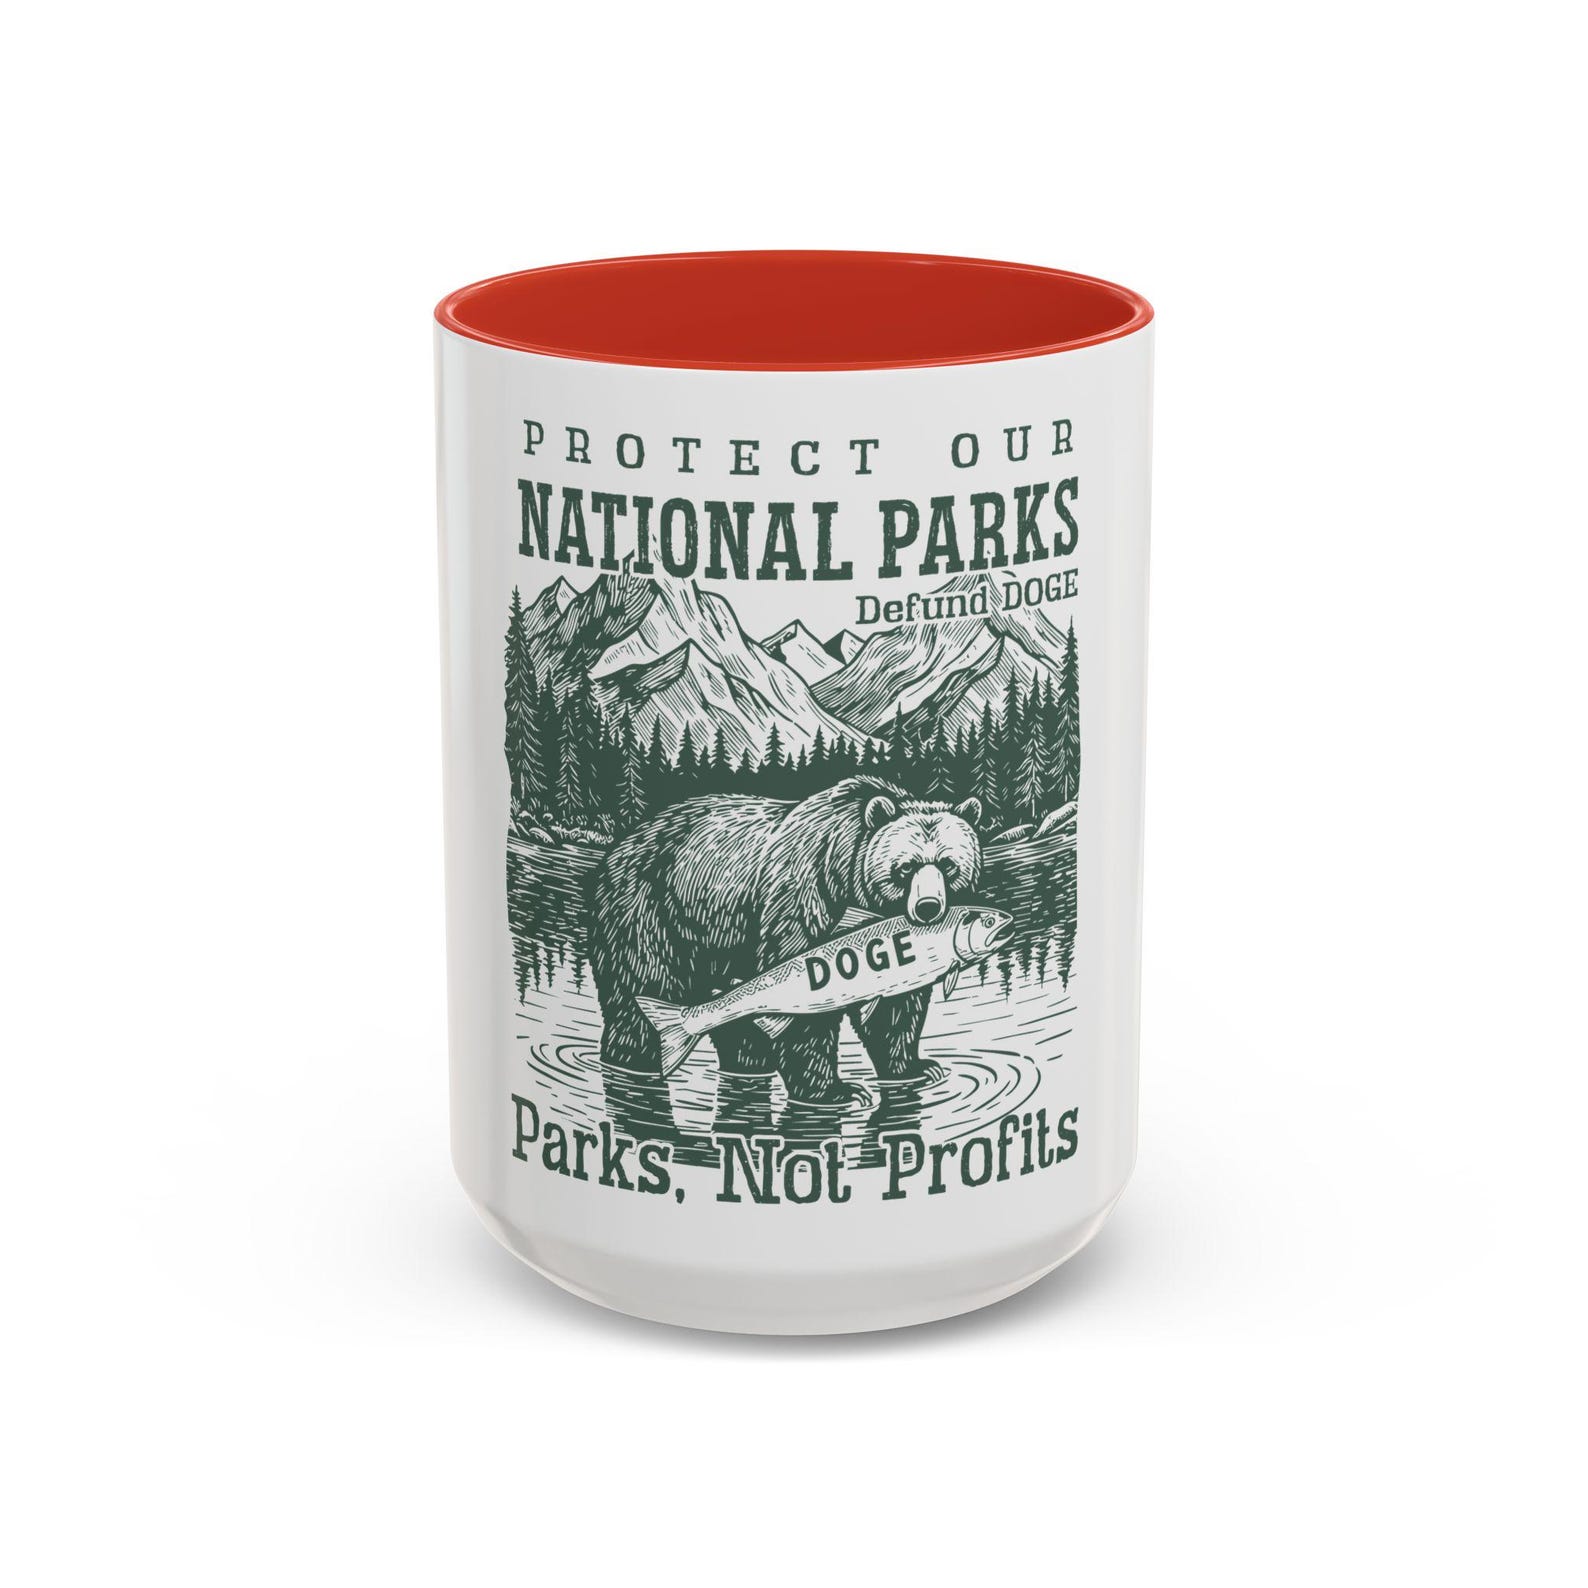 PROTECT OUR
NATIONAL PARKS
Defund DOGE
DOGE
Parks, Not Profits